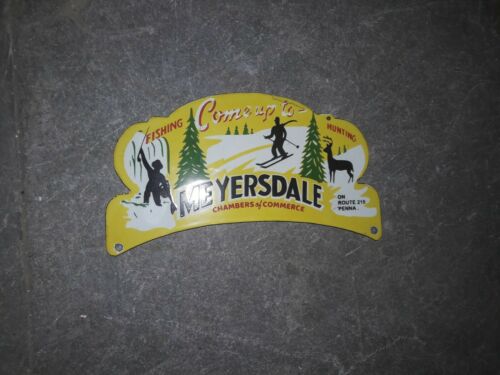 Come up to-
FISHING
HUNTING
MEYERSDALE
CHAMBERS of COMMERCE
ON
ROUTE 219
PENNA.